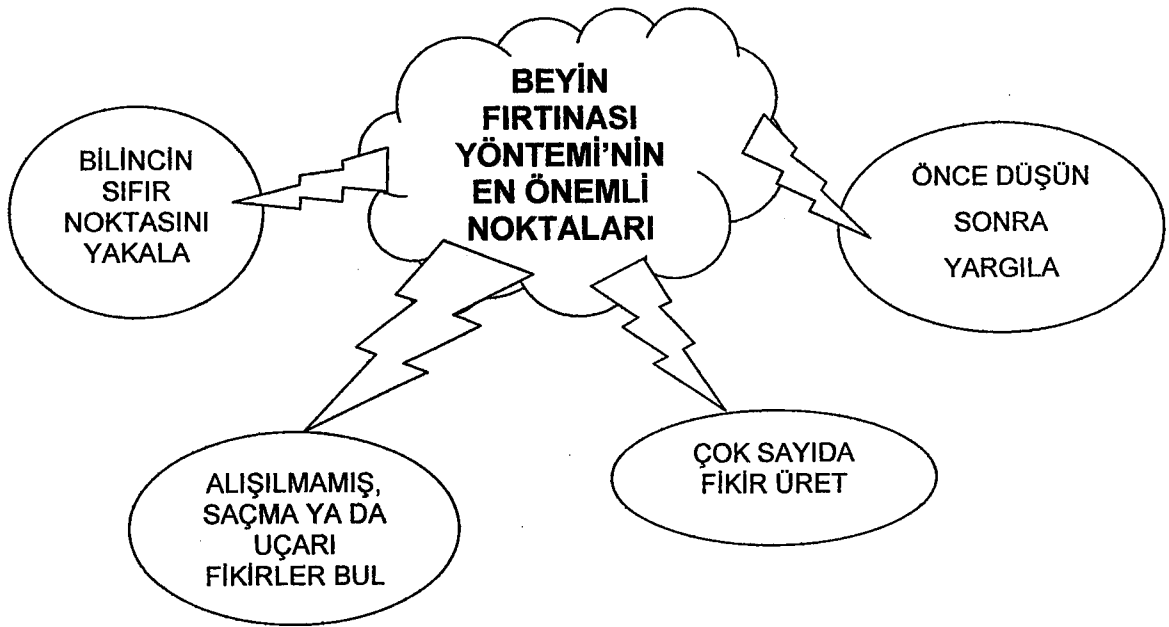 BEYİN
FIRTINASI
YÖNTEMİ'NİN
EN ÖNEMLİ
NOKTALARI
BİLİNCİN
SIFIR
NOKTASINI
YAKALA
ÖNCE DÜŞÜN
SONRA
YARGILA
ALIŞILMAMIŞ,
SAÇMA YA DA
UÇARI
FİKİRLER BUL
ÇOK SAYIDA
FİKİR ÜRET